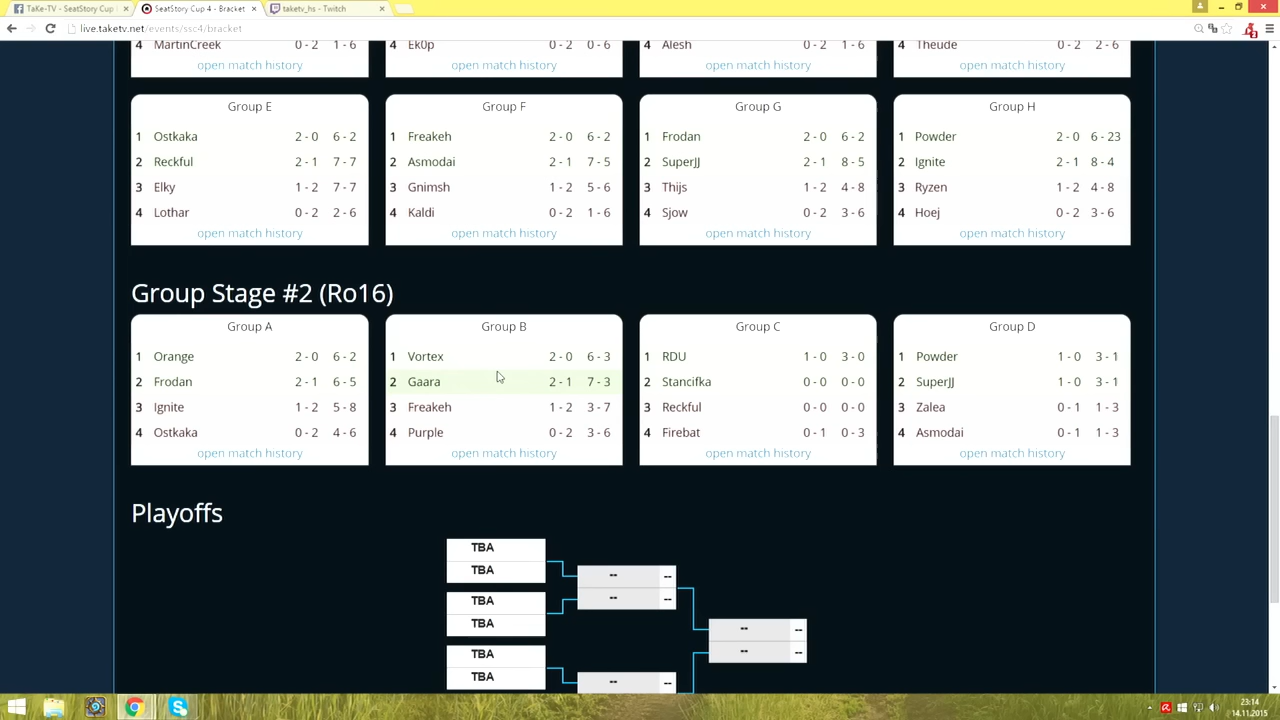 TaKe-TV - SeatStory Cup
SeatStory Cup 4 - Bracket
taketv_hs - Twitch
live.taketv.net/events/ssc4/bracket
4 MartinCreek 0 - 2 1 - 6
4 Ek0p 0 - 2 0 - 6
4 Alesh 0 - 2 1 - 6
4 Theude 0 - 2 2 - 6
open match history
open match history
open match history
open match history
Group E
1 Ostkaka 2 - 0 6 - 2
2 Reckful 2 - 1 7 - 7
3 Elky 1 - 2 7 - 7
4 Lothar 0 - 2 2 - 6
open match history
Group F
1 Freakeh 2 - 0 6 - 2
2 Asmodai 2 - 1 7 - 5
3 Gnimsh 1 - 2 5 - 6
4 Kaldi 0 - 2 1 - 6
open match history
Group G
1 Frodan 2 - 0 6 - 2
2 SuperJJ 2 - 1 8 - 5
3 Thijs 1 - 2 4 - 8
4 Sjow 0 - 2 3 - 6
open match history
Group H
1 Powder 2 - 0 6 - 23
2 Ignite 2 - 1 8 - 4
3 Ryzen 1 - 2 4 - 8
4 Hoej 0 - 2 3 - 6
open match history
Group Stage #2 (Ro16)
Group A
1 Orange 2 - 0 6 - 2
2 Frodan 2 - 1 6 - 5
3 Ignite 1 - 2 5 - 8
4 Ostkaka 0 - 2 4 - 6
open match history
Group B
1 Vortex 2 - 0 6 - 3
2 Gaara 2 - 1 7 - 3
3 Freakeh 1 - 2 3 - 7
4 Purple 0 - 2 3 - 6
open match history
Group C
1 RDU 1 - 0 3 - 0
2 Stancifka 0 - 0 0 - 0
3 Reckful 0 - 0 0 - 0
4 Firebat 0 - 1 0 - 3
open match history
Group D
1 Powder 1 - 0 3 - 1
2 SuperJJ 1 - 0 3 - 1
3 Zalea 0 - 1 1 - 3
4 Asmodai 0 - 1 1 - 3
open match history
Playoffs
TBA
TBA
-- --
-- --
TBA
TBA
-- --
-- --
TBA
TBA
-- --
23:14
14.11.2015